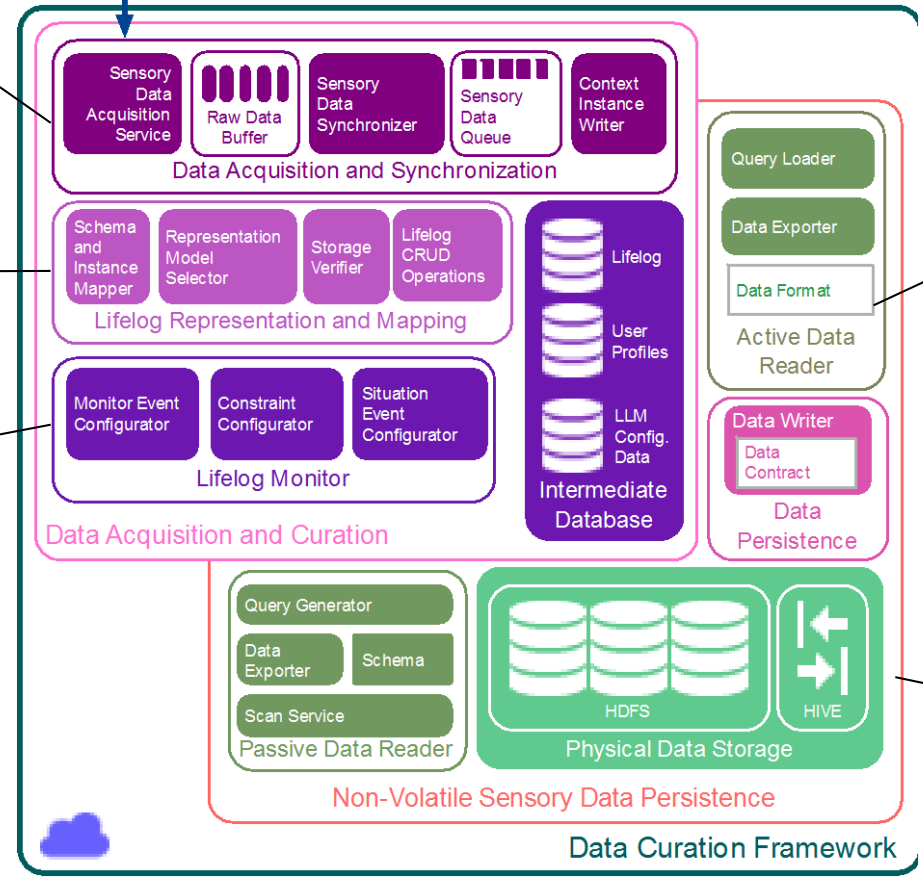 Sensory
Data
Acquisition
Service
Raw Data
Buffer
Sensory
Data
Synchronizer
Sensory
Data
Queue
Context
Instance
Writer
Data Acquisition and Synchronization
Schema
and
Instance
Mapper
Representation
Model
Selector
Storage
Verifier
Lifelog
CRUD
Operations
Lifelog Representation and Mapping
Monitor Event
Configurator
Constraint
Configurator
Situation
Event
Configurator
Lifelog Monitor
Lifelog
User
Profiles
LLM
Config.
Data
Intermediate
Database
Data Acquisition and Curation
Query Loader
Data Exporter
Data Format
Active Data
Reader
Data Writer
Data
Contract
Data
Persistence
Query Generator
Data
Exporter
Schema
Scan Service
Passive Data Reader
HDFS
HIVE
Physical Data Storage
Non-Volatile Sensory Data Persistence
Data Curation Framework